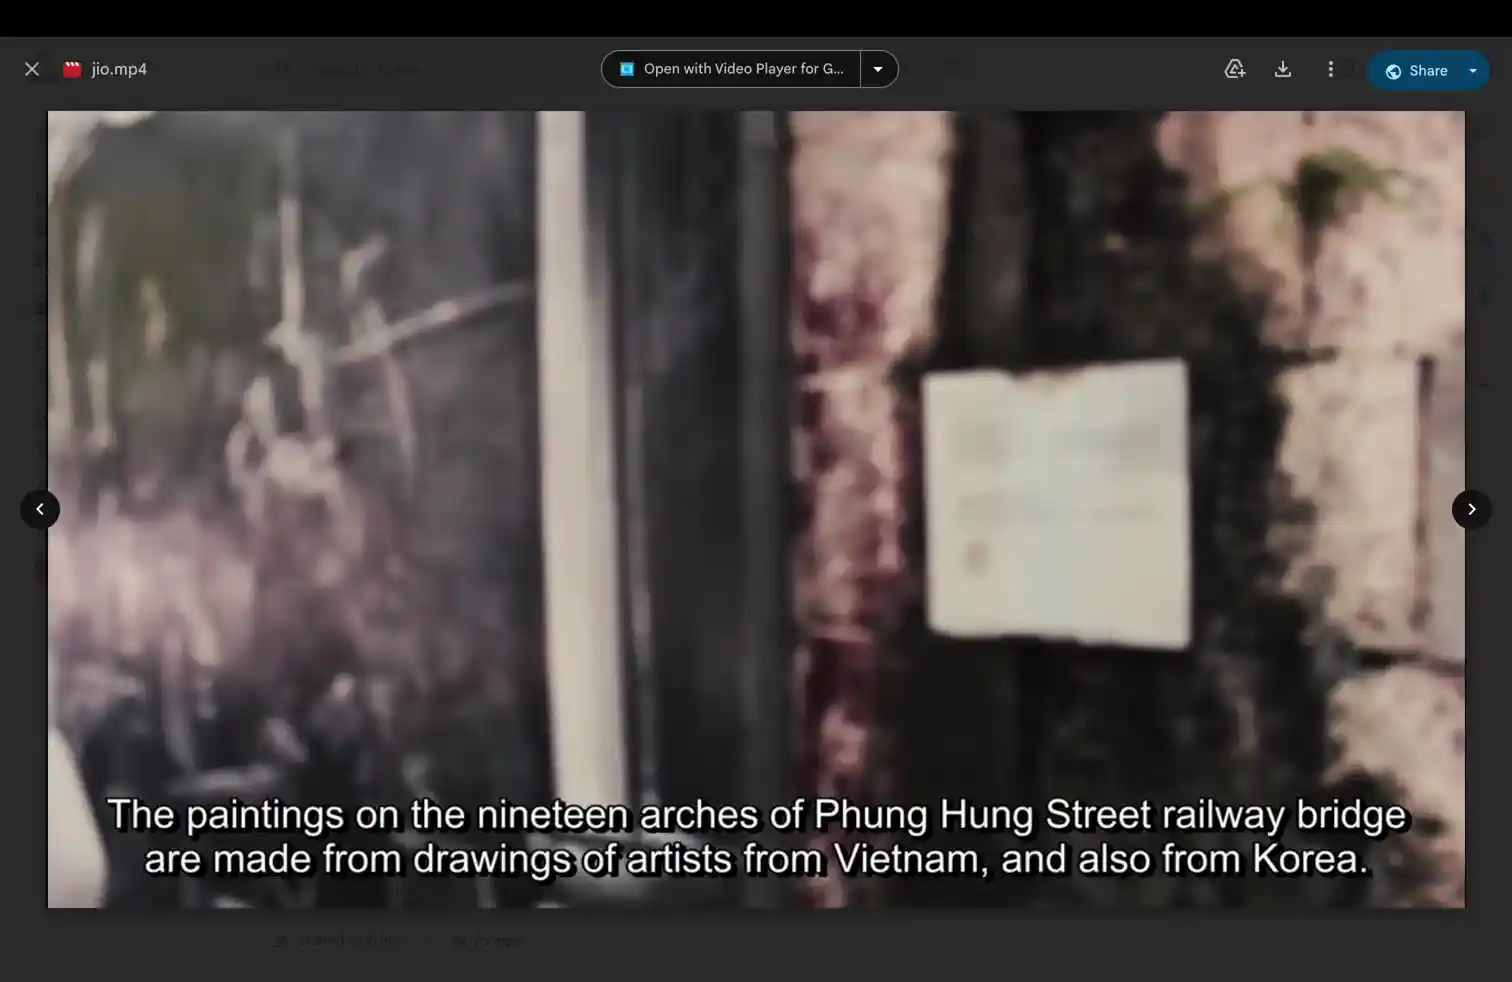 jio.mp4
Open with Video Player for G...
Share
The paintings on the nineteen arches of Phung Hung Street railway bridge
are made from drawings of artists from Vietnam, and also from Korea.